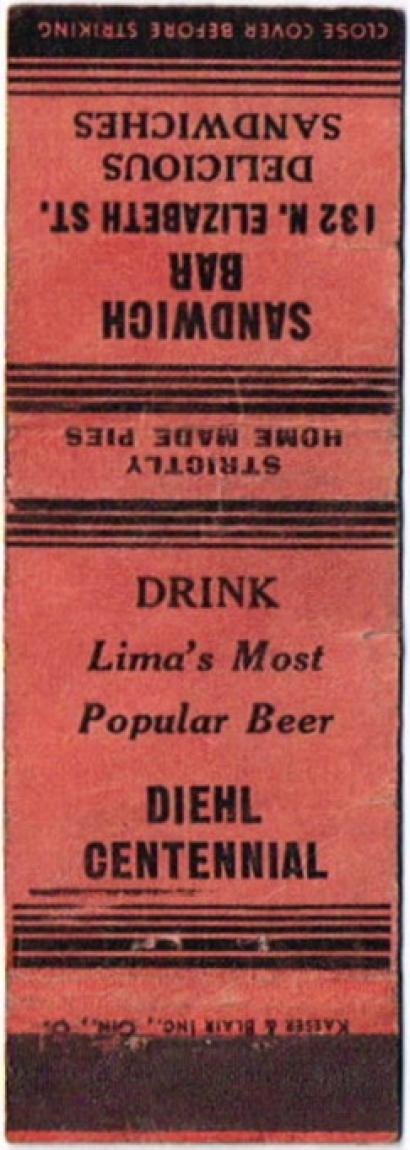 CLOSE COVER BEFORE STRIKING
SANDWICH
BAR
132 N. ELIZABETH ST.
DELICIOUS
SANDWICHES
STRICTLY
HOME MADE PIES
DRINK
Lima's Most
Popular Beer
DIEHL
CENTENNIAL
KAESER & BLAIR INC., CIN., O.